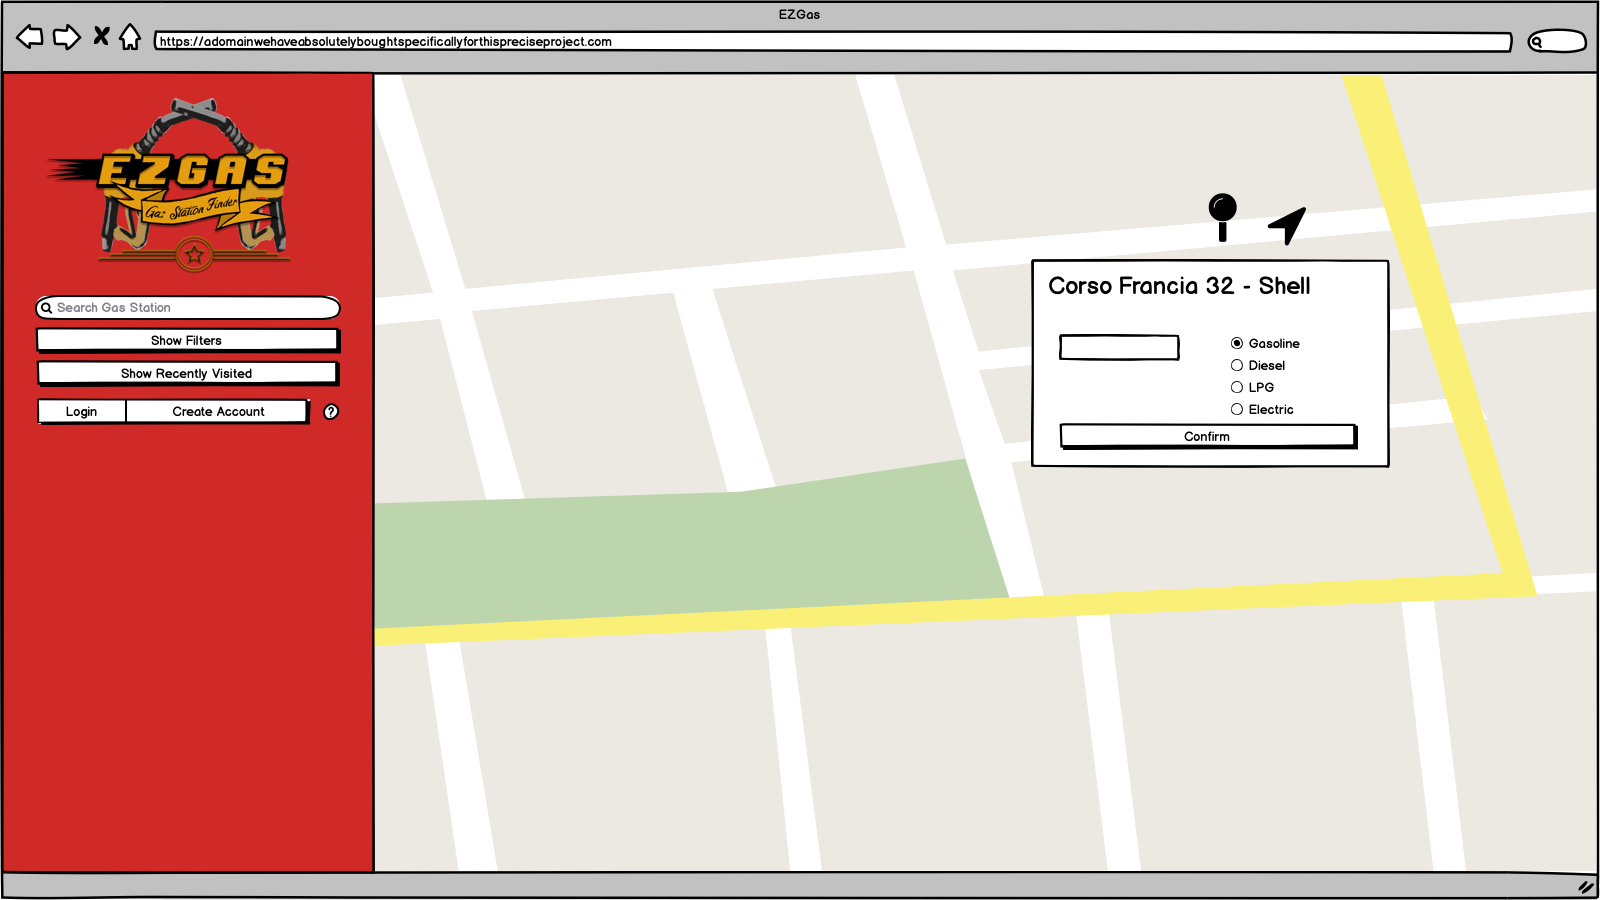 EZGas
https://adomainwehaveabsolutelyboughtspecificallyforthispreciseproject.com
EZGAS
Gas Station Finder
Search Gas Station
Show Filters
Show Recently Visited
Login
Create Account
?
Corso Francia 32 - Shell
Gasoline
Diesel
LPG
Electric
Confirm